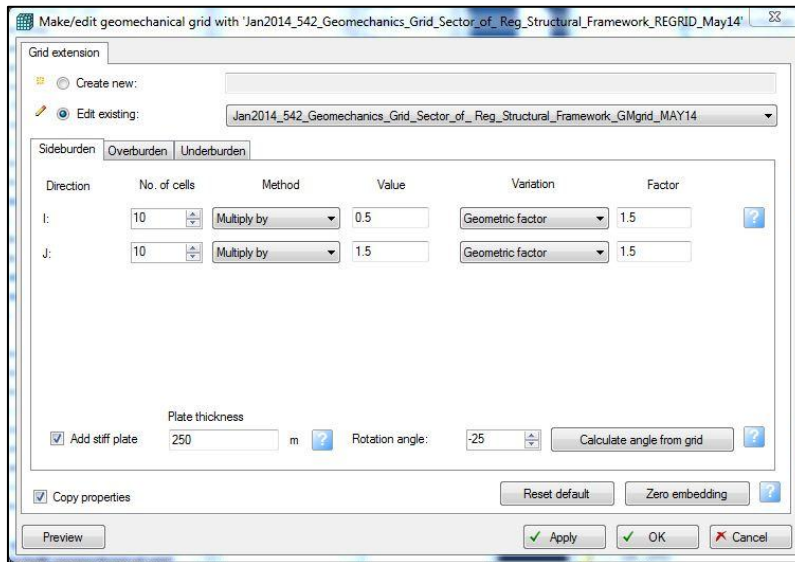 Make/edit geomechanical grid with 'Jan2014_542_Geomechanics_Grid_Sector_of_ Reg_Structural_Framework_REGRID_May14'
Grid extension
Create new:
Edit existing: Jan2014_542_Geomechanics_Grid_Sector_of_ Reg_Structural_Framework_GMgrid_MAY14
Sideburden Overburden Underburden
Direction No. of cells Method Value Variation Factor
I: 10 Multiply by 0.5 Geometric factor 1.5 ?
J: 10 Multiply by 1.5 Geometric factor 1.5
Plate thickness
Add stiff plate 250 m ? Rotation angle: -25 Calculate angle from grid ?
Copy properties Reset default Zero embedding ?
Preview Apply OK Cancel